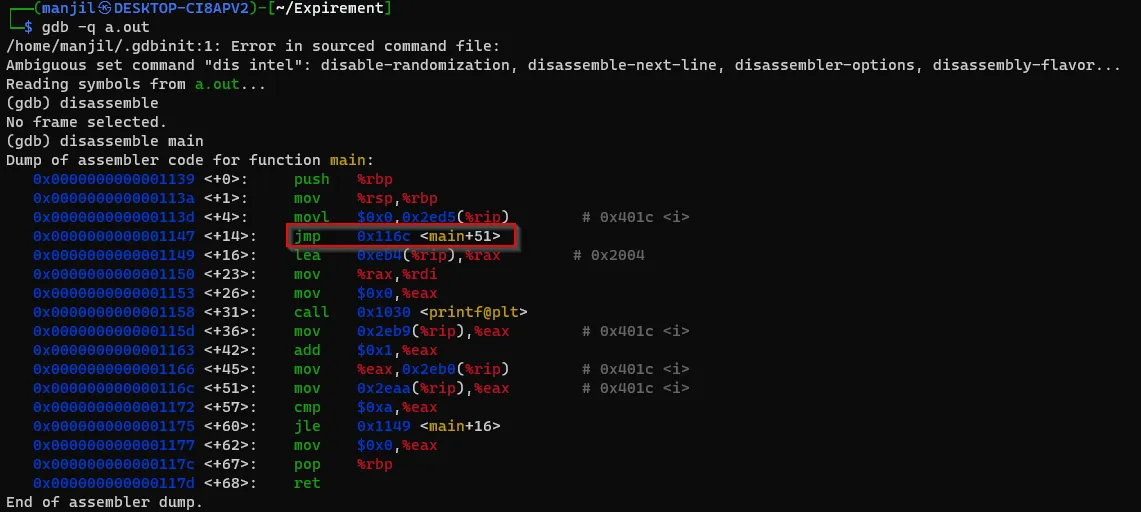 ┌──(manjil㉿DESKTOP-CI8APV2)-[~/Expirement]
└─$ gdb -q a.out
/home/manjil/.gdbinit:1: Error in sourced command file:
Ambiguous set command "dis intel": disable-randomization, disassemble-next-line, disassembler-options, disassembly-flavor...
Reading symbols from a.out...
(gdb) disassemble
No frame selected.
(gdb) disassemble main
Dump of assembler code for function main:
   0x0000000000001139 <+0>:     push   %rbp
   0x000000000000113a <+1>:     mov    %rsp,%rbp
   0x000000000000113d <+4>:     movl   $0x0,0x2ed5(%rip)        # 0x401c <i>
   0x0000000000001147 <+14>:    jmp    0x116c <main+51>
   0x0000000000001149 <+16>:    lea    0xeb4(%rip),%rax        # 0x2004
   0x0000000000001150 <+23>:    mov    %rax,%rdi
   0x0000000000001153 <+26>:    mov    $0x0,%eax
   0x0000000000001158 <+31>:    call   0x1030 <printf@plt>
   0x000000000000115d <+36>:    mov    0x2eb9(%rip),%eax        # 0x401c <i>
   0x0000000000001163 <+42>:    add    $0x1,%eax
   0x0000000000001166 <+45>:    mov    %eax,0x2eb0(%rip)        # 0x401c <i>
   0x000000000000116c <+51>:    mov    0x2eaa(%rip),%eax        # 0x401c <i>
   0x0000000000001172 <+57>:    cmp    $0xa,%eax
   0x0000000000001175 <+60>:    jle    0x1149 <main+16>
   0x0000000000001177 <+62>:    mov    $0x0,%eax
   0x000000000000117c <+67>:    pop    %rbp
   0x000000000000117d <+68>:    ret
End of assembler dump.